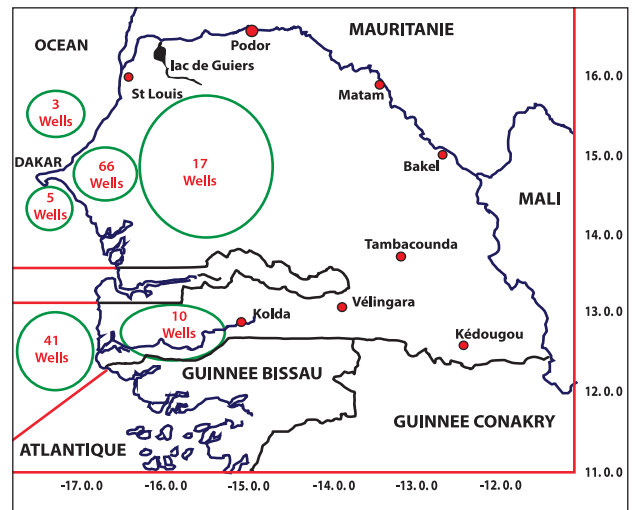 OCEAN
MAURITANIE
Podor
lac de Guiers
St Louis
Matam
16.0.0
3
Wells
DAKAR
66
Wells
17
Wells
Bakel
15.0.0
5
Wells
MALI
Tambacounda
14.0.0
10
Wells
Kolda
Vélingara
13.0.0
41
Wells
Kédougou
GUINNEE BISSAU
12.0.0
GUINNEE CONAKRY
ATLANTIQUE
11.0.0
-17.0.0
-16.0.0
-15.0.0
-14.0.0
-13.0.0
-12.0.0